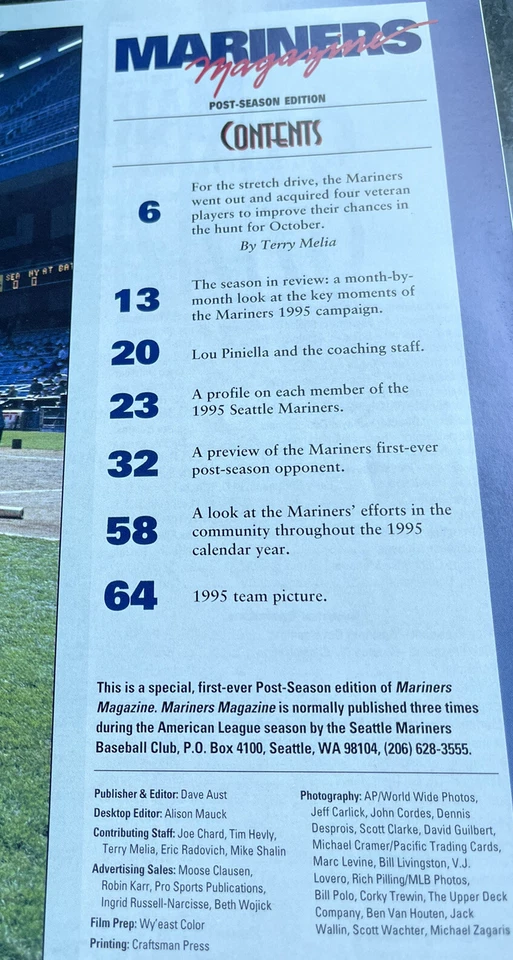 MARINERS
Magazine
POST-SEASON EDITION
CONTENTS
6
For the stretch drive, the Mariners
went out and acquired four veteran
players to improve their chances in
the hunt for October.
By Terry Melia
13
The season in review: a month-by-
month look at the key moments of
the Mariners 1995 campaign.
20
Lou Piniella and the coaching staff.
23
A profile on each member of the
1995 Seattle Mariners.
32
A preview of the Mariners first-ever
post-season opponent.
58
A look at the Mariners' efforts in the
community throughout the 1995
calendar year.
64
1995 team picture.
This is a special, first-ever Post-Season edition of Mariners
Magazine. Mariners Magazine is normally published three times
during the American League season by the Seattle Mariners
Baseball Club, P.O. Box 4100, Seattle, WA 98104, (206) 628-3555.
Publisher & Editor: Dave Aust
Desktop Editor: Alison Mauck
Contributing Staff: Joe Chard, Tim Hevly,
Terry Melia, Eric Radovich, Mike Shalin
Advertising Sales: Moose Clausen,
Robin Karr, Pro Sports Publications,
Ingrid Russell-Narcisse, Beth Wojick
Film Prep: Wy'east Color
Printing: Craftsman Press
Photography: AP/World Wide Photos,
Jeff Carlick, John Cordes, Dennis
Desprois, Scott Clarke, David Guilbert,
Michael Cramer/Pacific Trading Cards,
Marc Levine, Bill Livingston, V.J.
Lovero, Rich Pilling/MLB Photos,
Bill Polo, Corky Trewin, The Upper Deck
Company, Ben Van Houten, Jack
Wallin, Scott Wachter, Michael Zagaris
SEA NY AT BAT
0 0